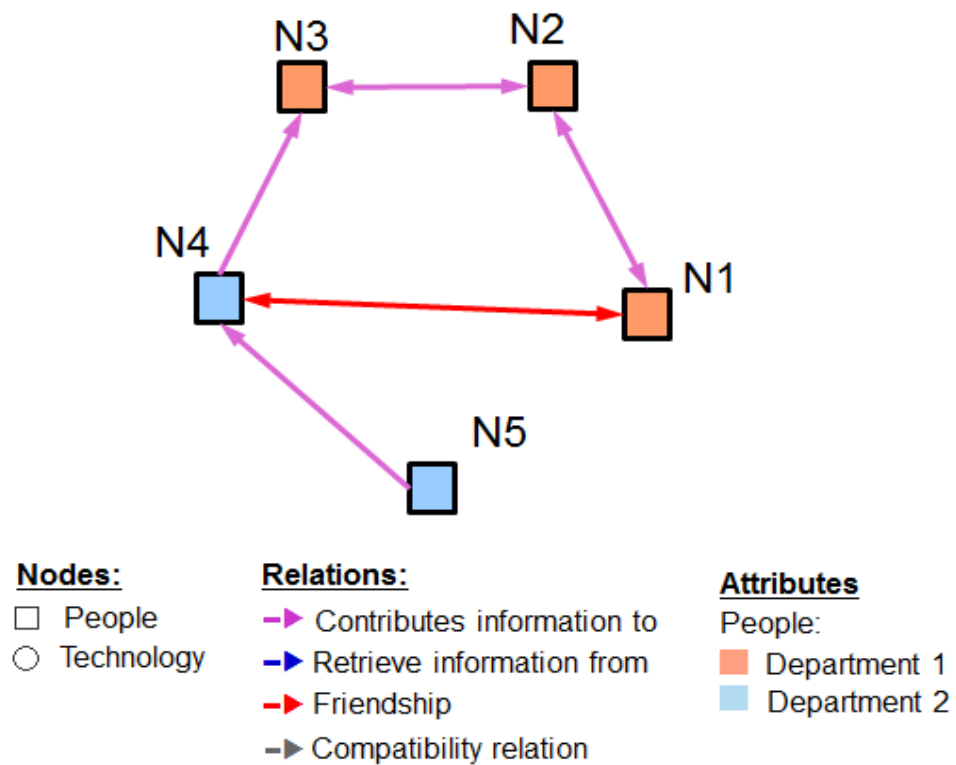 N3
N2
N4
N1
N5
Nodes:
People
Technology
Relations:
Contributes information to
Retrieve information from
Friendship
Compatibility relation
Attributes
People:
Department 1
Department 2